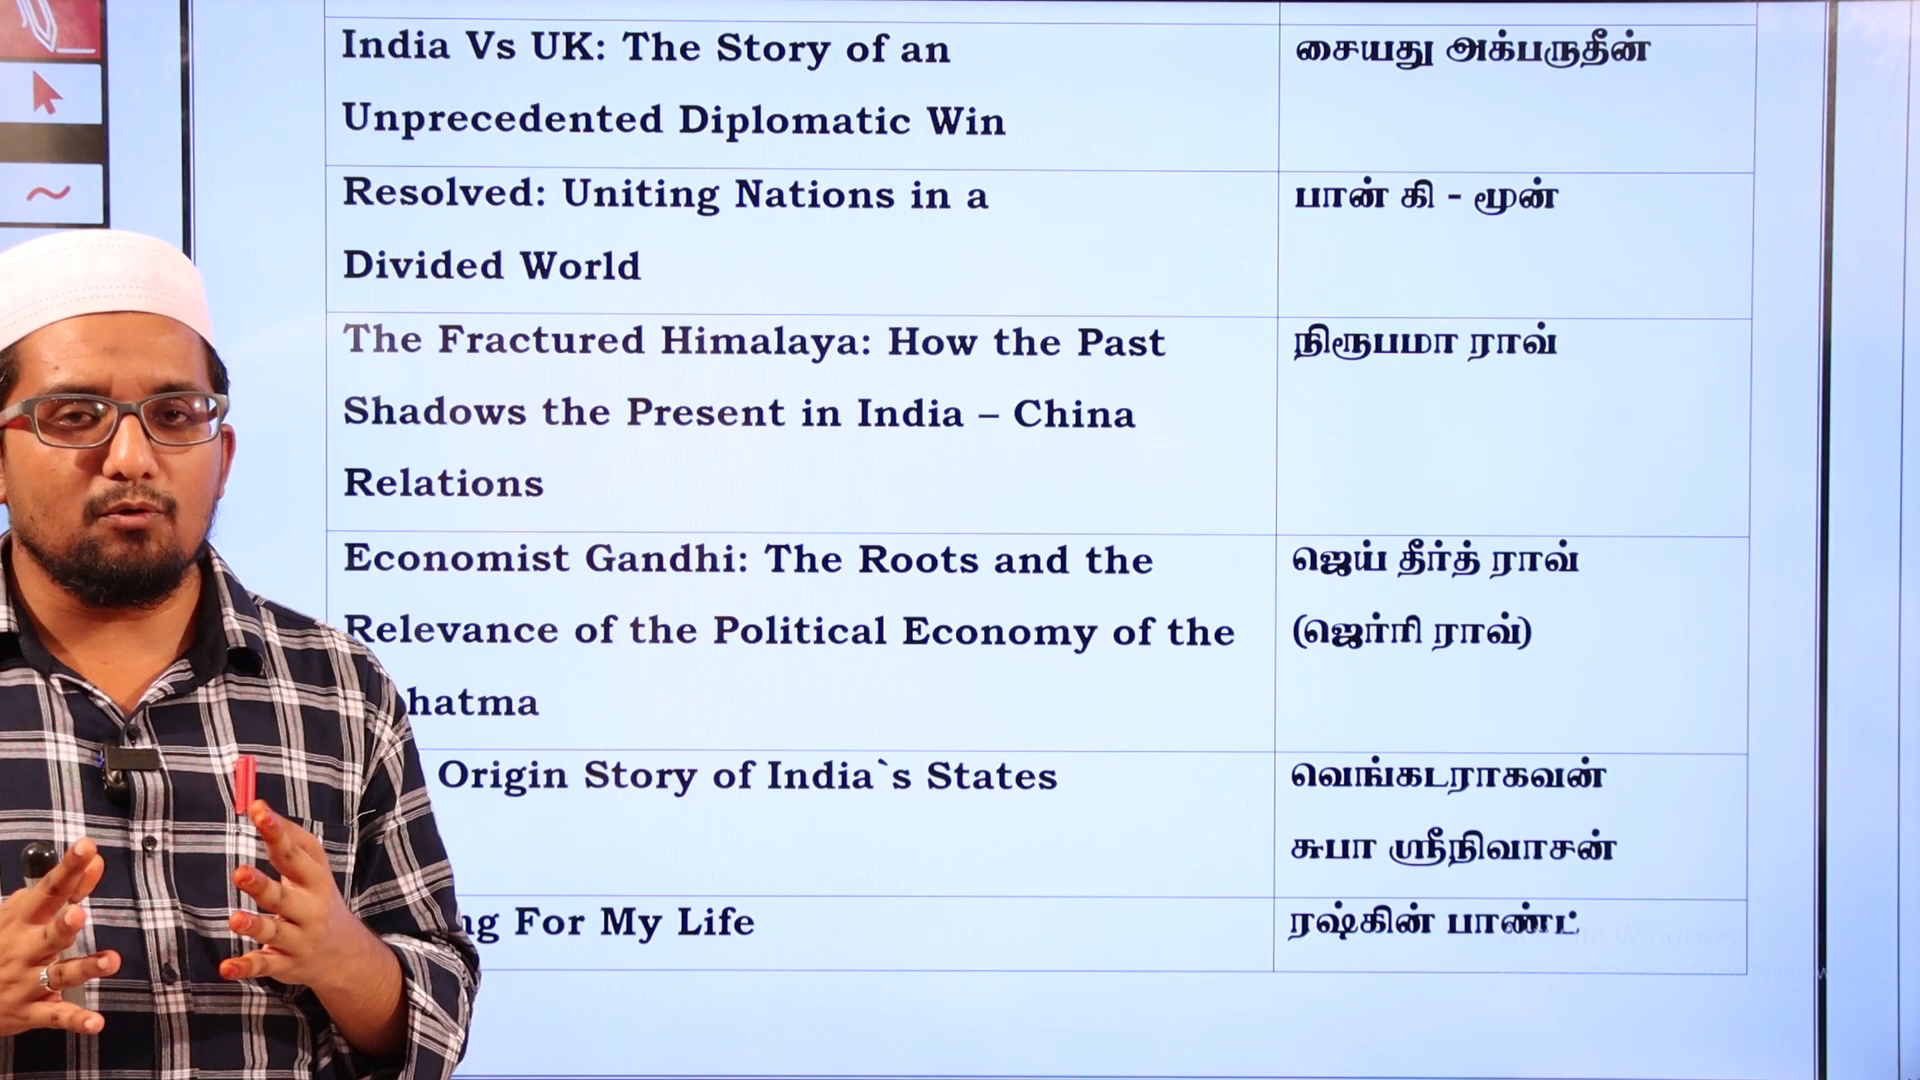 India Vs UK: The Story of an
Unprecedented Diplomatic Win
சையது அக்பருதீன்
Resolved: Uniting Nations in a
Divided World
பான் கி - மூன்
The Fractured Himalaya: How the Past
Shadows the Present in India – China
Relations
நிரூபமா ராவ்
Economist Gandhi: The Roots and the
Relevance of the Political Economy of the
hatma
ஜெய் தீர்த் ராவ்
(ஜெர்ரி ராவ்)
Origin Story of India`s States
வெங்கடராகவன்
சுபா ஸ்ரீநிவாசன்
ng For My Life
ரஷ்கின் பாண்ட்